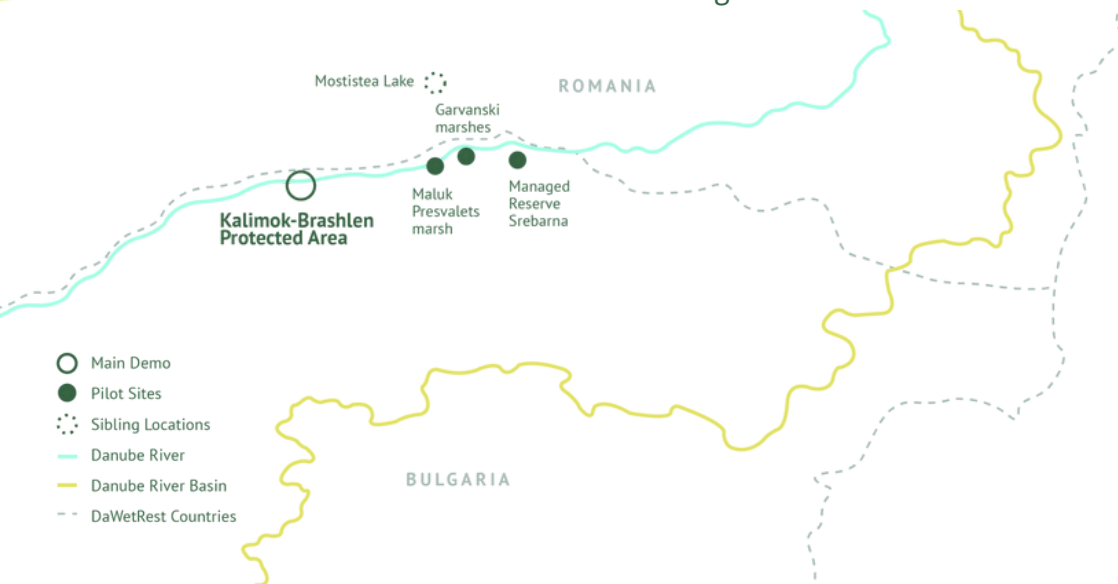 Mostistea Lake
ROMANIA
Garvanski
marshes
Maluk
Presvalets
marsh
Managed
Reserve
Srebarna
Kalimok-Brashlen
Protected Area
Main Demo
Pilot Sites
Sibling Locations
Danube River
Danube River Basin
DaWetRest Countries
BULGARIA